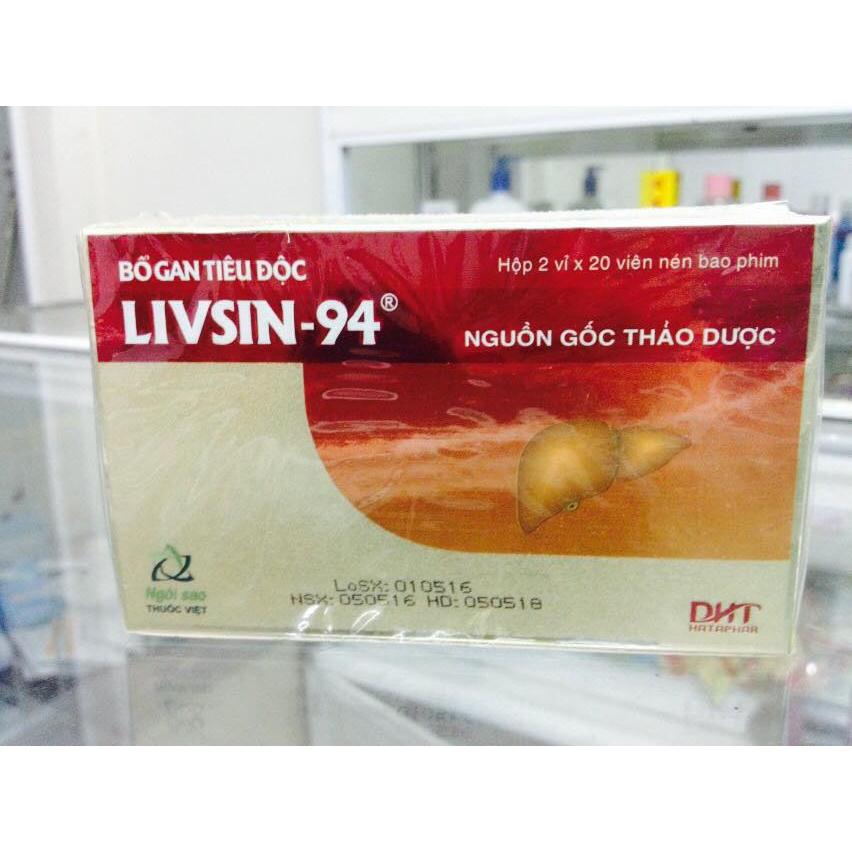 BỔ GAN TIÊU ĐỘC
LIVSIN-94®
Hộp 2 vỉ x 20 viên nén bao phim
NGUỒN GỐC THẢO DƯỢC
LoSX: 010516
NSX: 050516 HD: 050518
Ngôi sao
THUỐC VIỆT
DHT
HATAPHAR